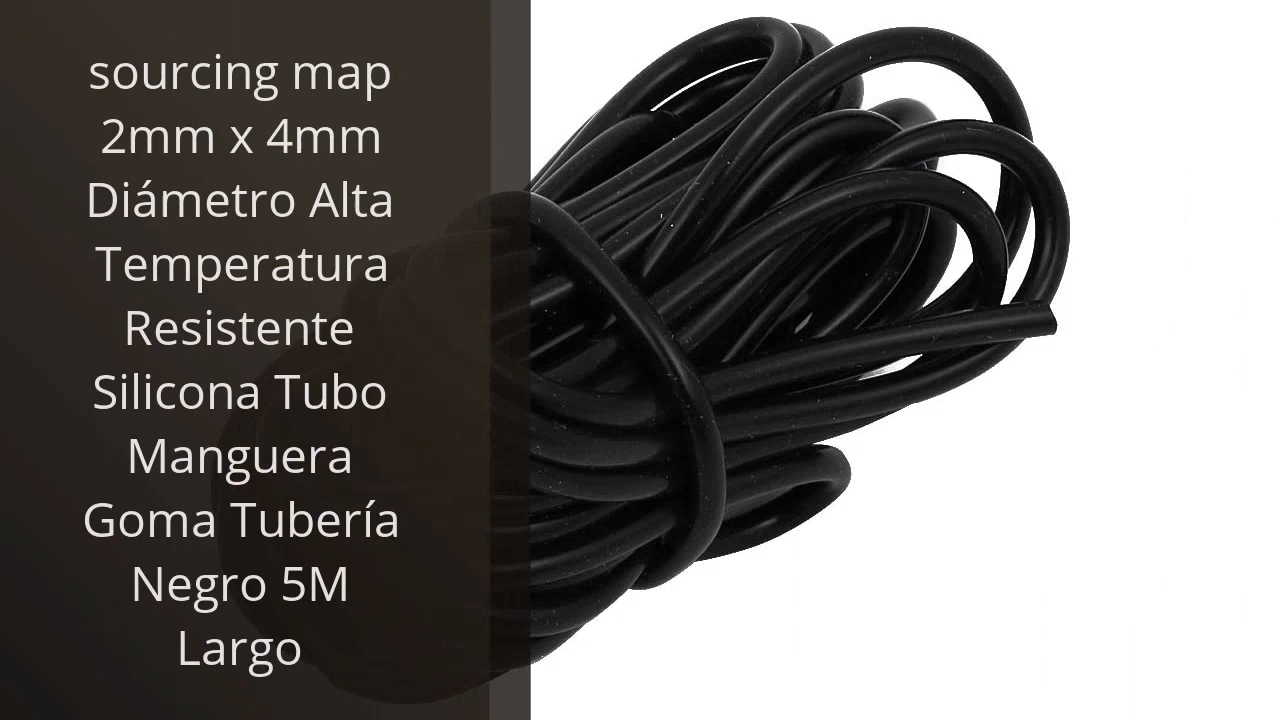 sourcing map
2mm x 4mm
Diámetro Alta
Temperatura
Resistente
Silicona Tubo
Manguera
Goma Tubería
Negro 5M
Largo